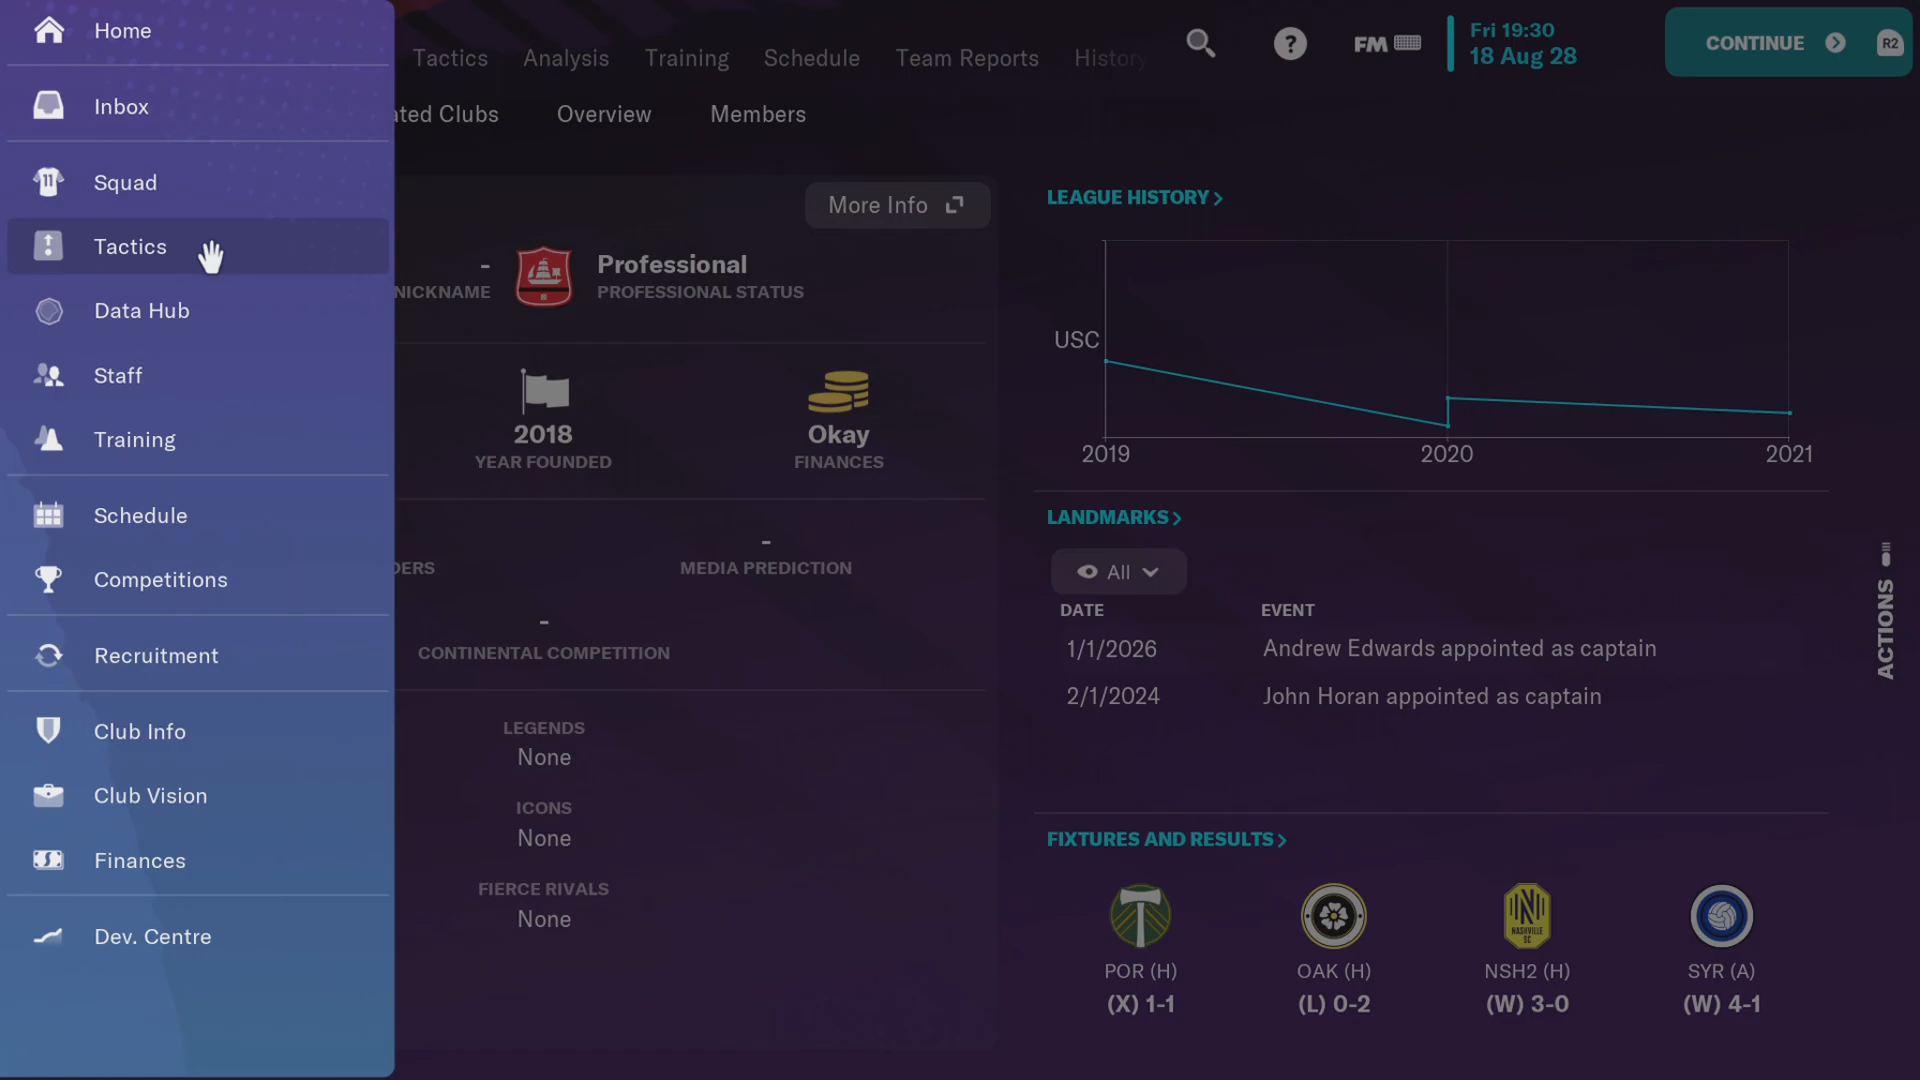 Home
Inbox
Squad
Tactics
Data Hub
Staff
Training
Schedule
Competitions
Recruitment
Club Info
Club Vision
Finances
Dev. Centre
Tactics Analysis Training Schedule Team Reports History
ated Clubs Overview Members
FM
Fri 19:30
18 Aug 28
CONTINUE R2
More Info
-
NICKNAME
Professional
PROFESSIONAL STATUS
2018
YEAR FOUNDED
Okay
FINANCES
DERS
-
MEDIA PREDICTION
-
CONTINENTAL COMPETITION
LEGENDS
None
ICONS
None
FIERCE RIVALS
None
LEAGUE HISTORY
USC
2019 2020 2021
LANDMARKS
All
DATE EVENT
1/1/2026 Andrew Edwards appointed as captain
2/1/2024 John Horan appointed as captain
FIXTURES AND RESULTS
NASHVILLE
SC
POR (H) OAK (H) NSH2 (H) SYR (A)
(X) 1-1 (L) 0-2 (W) 3-0 (W) 4-1
ACTIONS